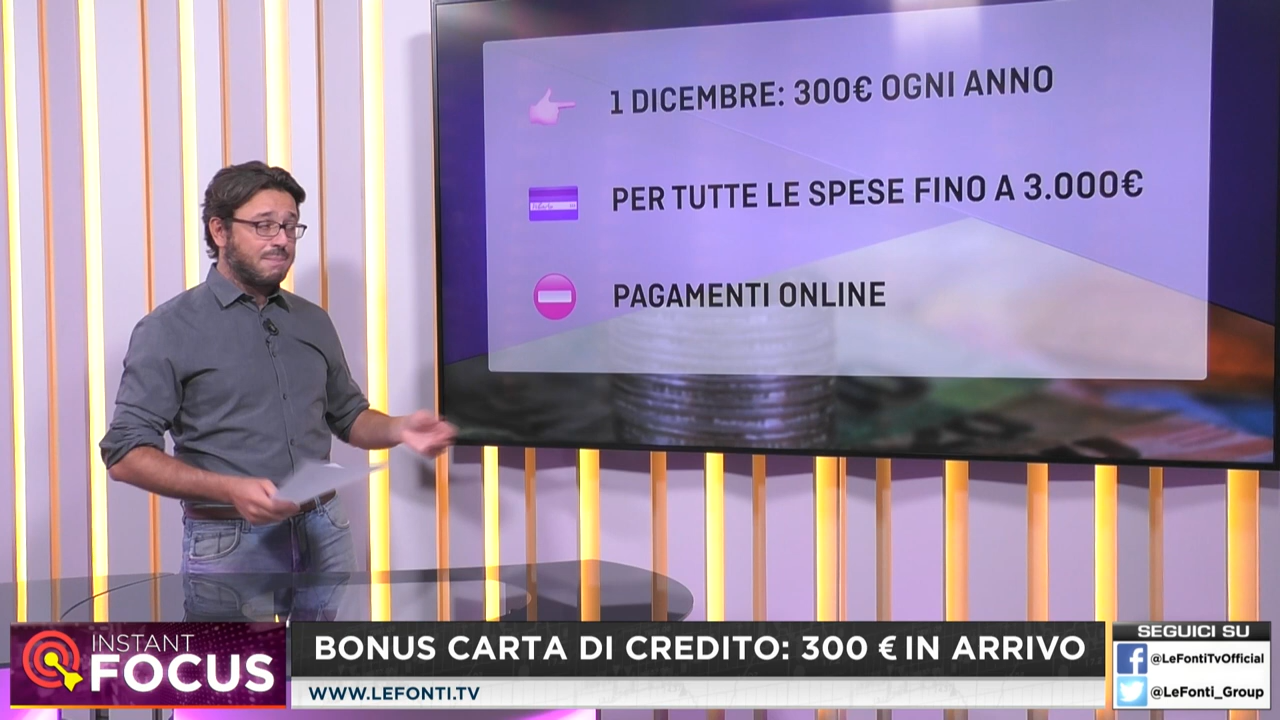 1 DICEMBRE: 300€ OGNI ANNO
PER TUTTE LE SPESE FINO A 3.000€
PAGAMENTI ONLINE
INSTANT
FOCUS
BONUS CARTA DI CREDITO: 300 € IN ARRIVO
WWW.LEFONTI.TV
SEGUICI SU
@LeFontiTvOfficial
@LeFonti_Group